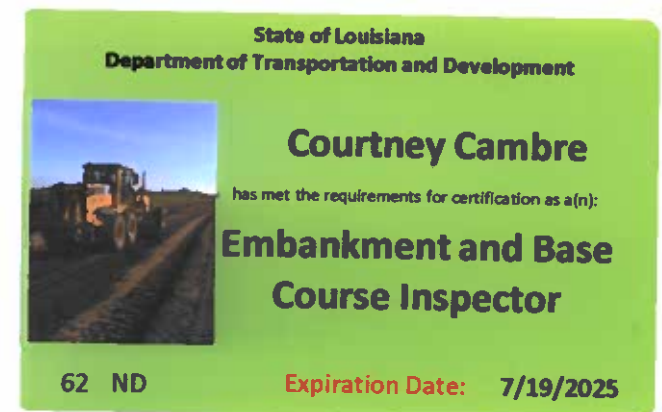 State of Louisiana
Department of Transportation and Development
Courtney Cambre
has met the requirements for certification as a(n):
Embankment and Base
Course Inspector
62 ND
Expiration Date: 7/19/2025